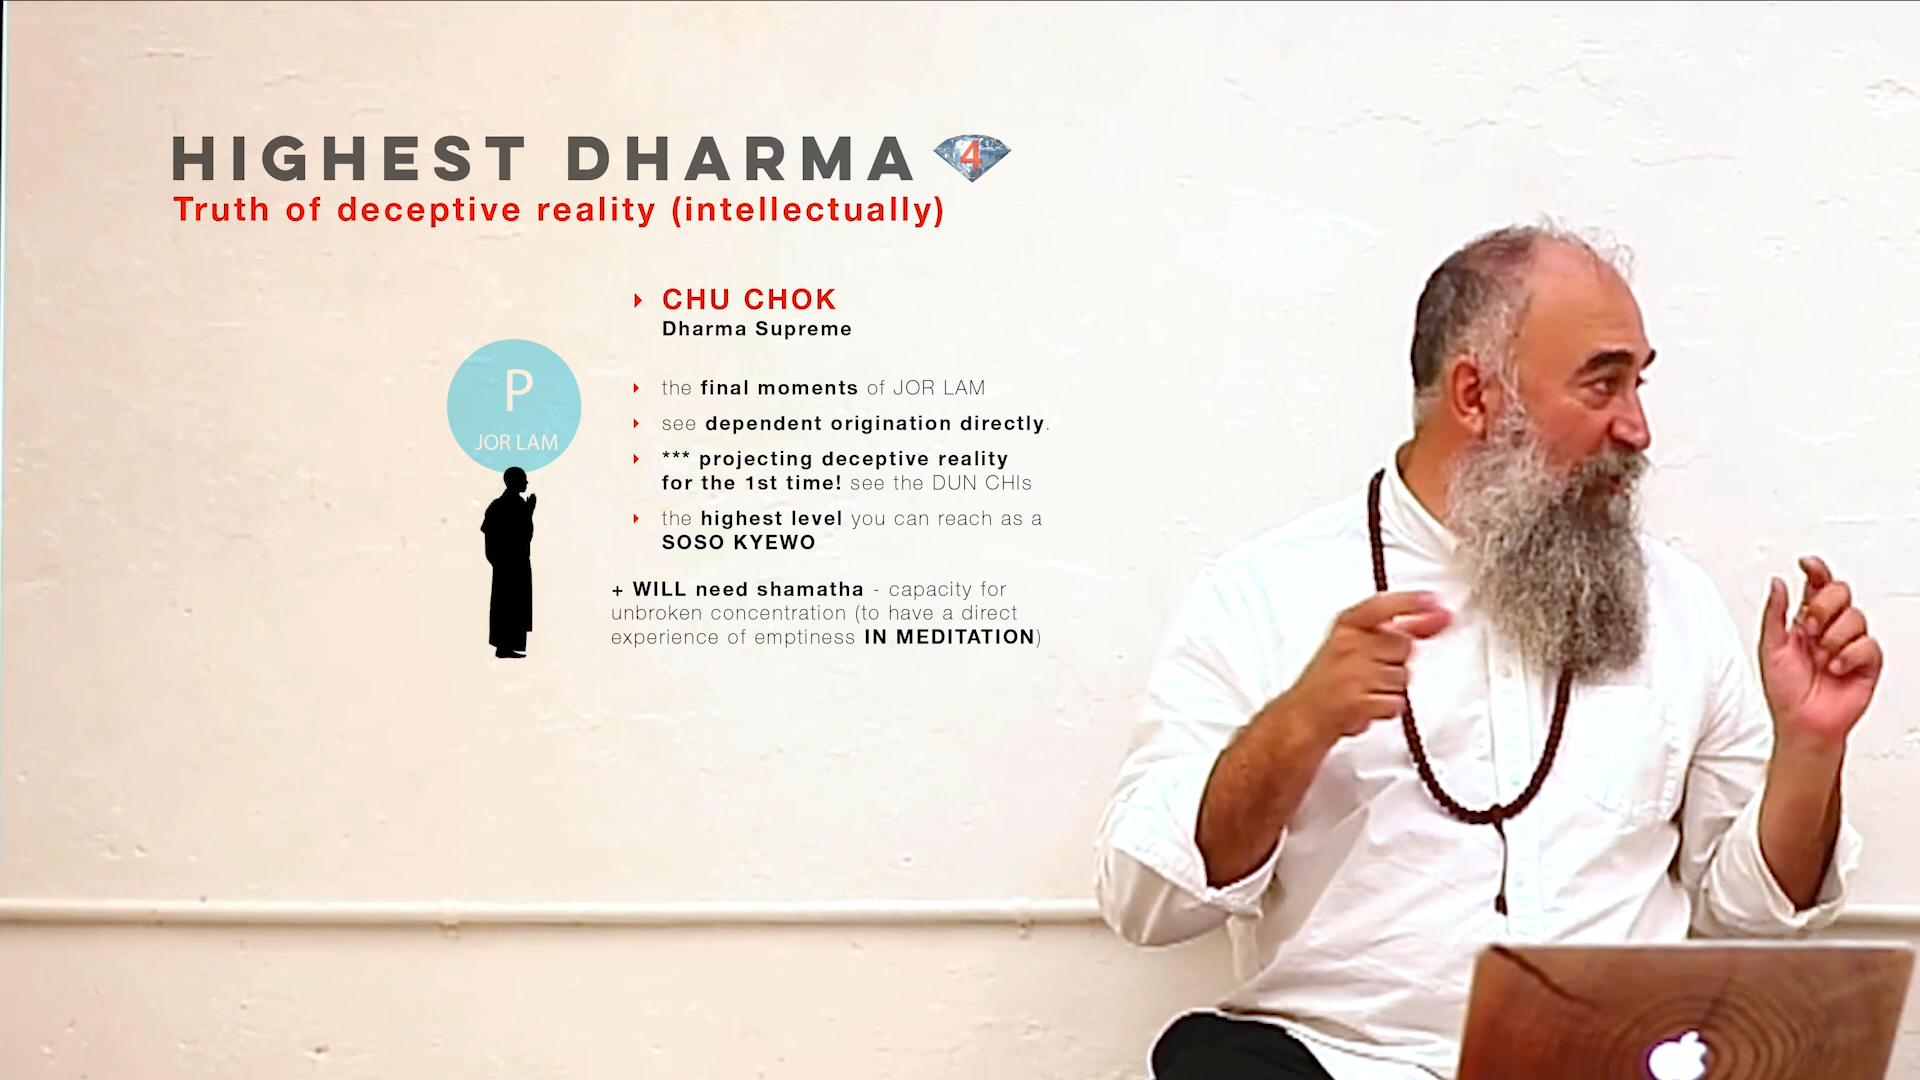 HIGHEST DHARMA 4
Truth of deceptive reality (intellectually)
CHU CHOK
Dharma Supreme
P
JOR LAM
the final moments of JOR LAM
see dependent origination directly.
*** projecting deceptive reality
for the 1st time! see the DUN CHIs
the highest level you can reach as a
SOSO KYEWO
+ WILL need shamatha - capacity for
unbroken concentration (to have a direct
experience of emptiness IN MEDITATION)